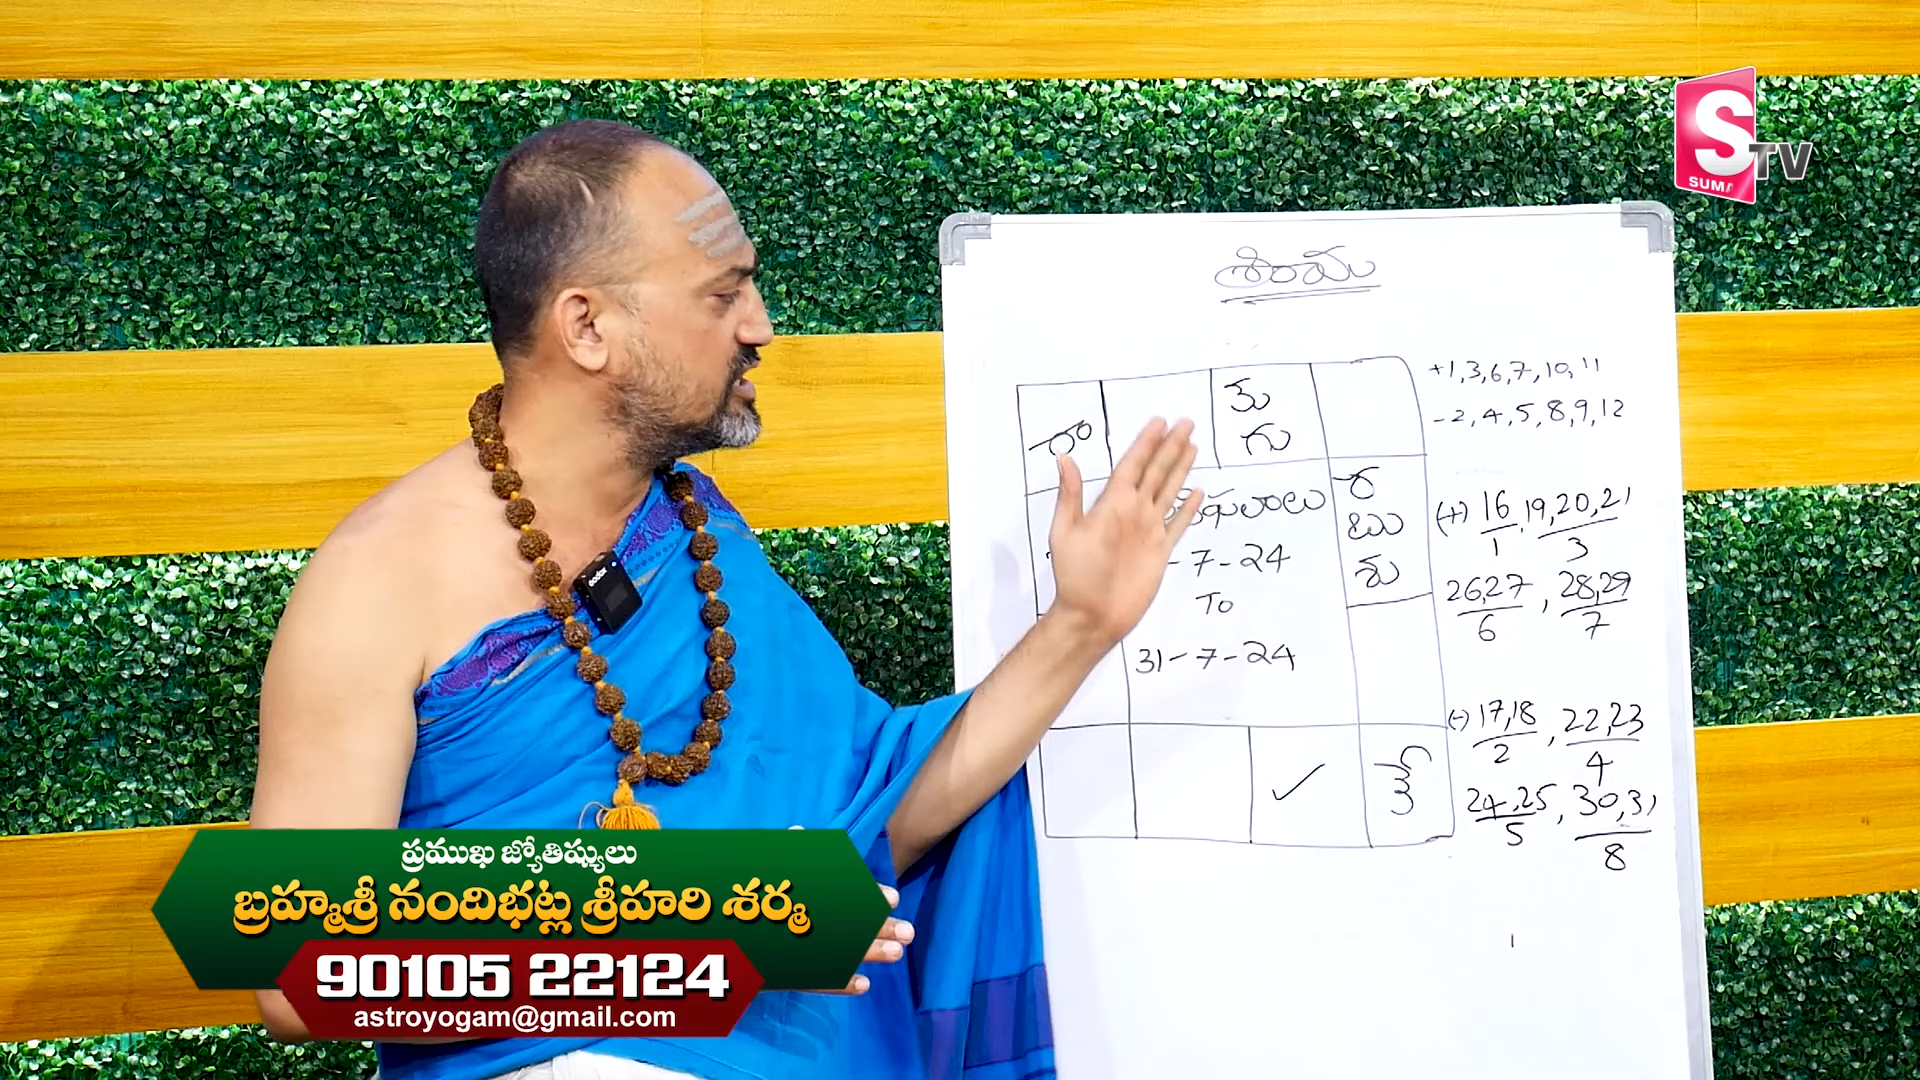 S TV
SUMA
శ్రీరామ
+1,3,6,7,10,11
-2,4,5,8,9,12
రా
కు
గు
ర
బు
శు
కే
-7-24
To
31-7-24
(+) 16/1, 19,20,21/3
26,27/6, 28,29/7
(-) 17,18/2, 22,23/4
24,25/5, 30,31/8
godox
ప్రముఖ జ్యోతిష్యులు
బ్రహ్మశ్రీ నందిభట్ల శ్రీహరి శర్మ
90105 22124
astroyogam@gmail.com